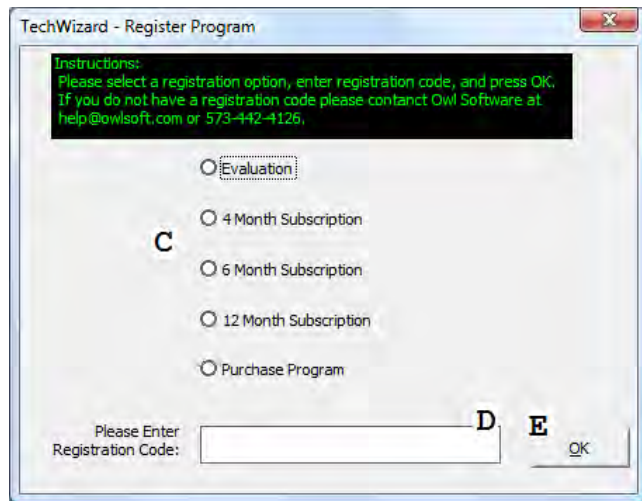 TechWizard - Register Program
Instructions:
Please select a registration option, enter registration code, and press OK.
If you do not have a registration code please contanct Owl Software at
help@owlsoft.com or 573-442-4126.
Evaluation
4 Month Subscription
C
6 Month Subscription
12 Month Subscription
Purchase Program
Please Enter
Registration Code:
D
E
OK